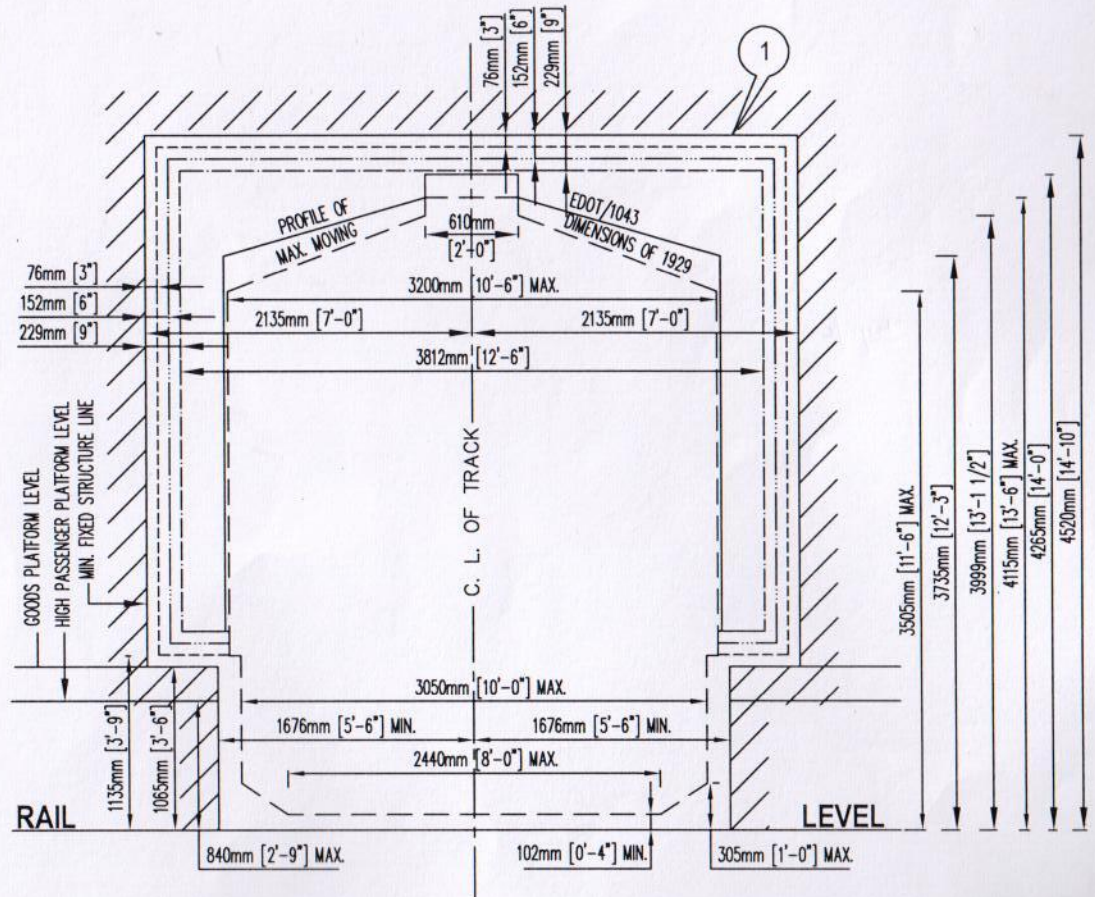 76mm [3"]
152mm [6"]
229mm [9"]
1
PROFILE OF
MAX. MOVING
EDOT/1043
DIMENSIONS OF 1929
610mm
[2'-0"]
76mm [3"]
152mm [6"]
229mm [9"]
3200mm [10'-6"] MAX.
2135mm [7'-0"]
2135mm [7'-0"]
3812mm [12'-6"]
GOODS PLATFORM LEVEL
HIGH PASSENGER PLATFORM LEVEL
MIN. FIXED STRUCTURE LINE
C. L. OF TRACK
3505mm [1'-6"] MAX.
3735mm [12'-3"]
3999mm [13'-1 1/2"]
4115mm [13'-6"] MAX.
4265mm [14'-0"]
4520mm [14'-10"]
3050mm [10'-0"] MAX.
1676mm [5'-6"] MIN.
1676mm [5'-6"] MIN.
2440mm [8'-0"] MAX.
1135mm [3'-9"]
1065mm [3'-6"]
RAIL
LEVEL
840mm [2'-9"] MAX.
102mm [0'-4"] MIN.
305mm [1'-0"] MAX.